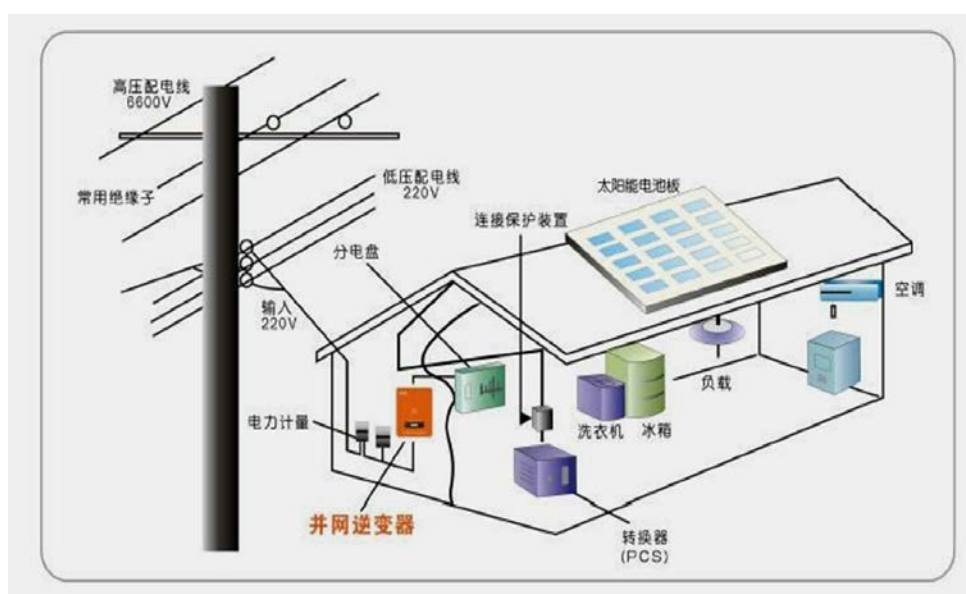 高压配电线
6600V
常用绝缘子
低压配电线
220V
太阳能电池板
连接保护装置
分电盘
空调
输入
220V
负载
电力计量
洗衣机
冰箱
并网逆变器
转换器
(PCS)